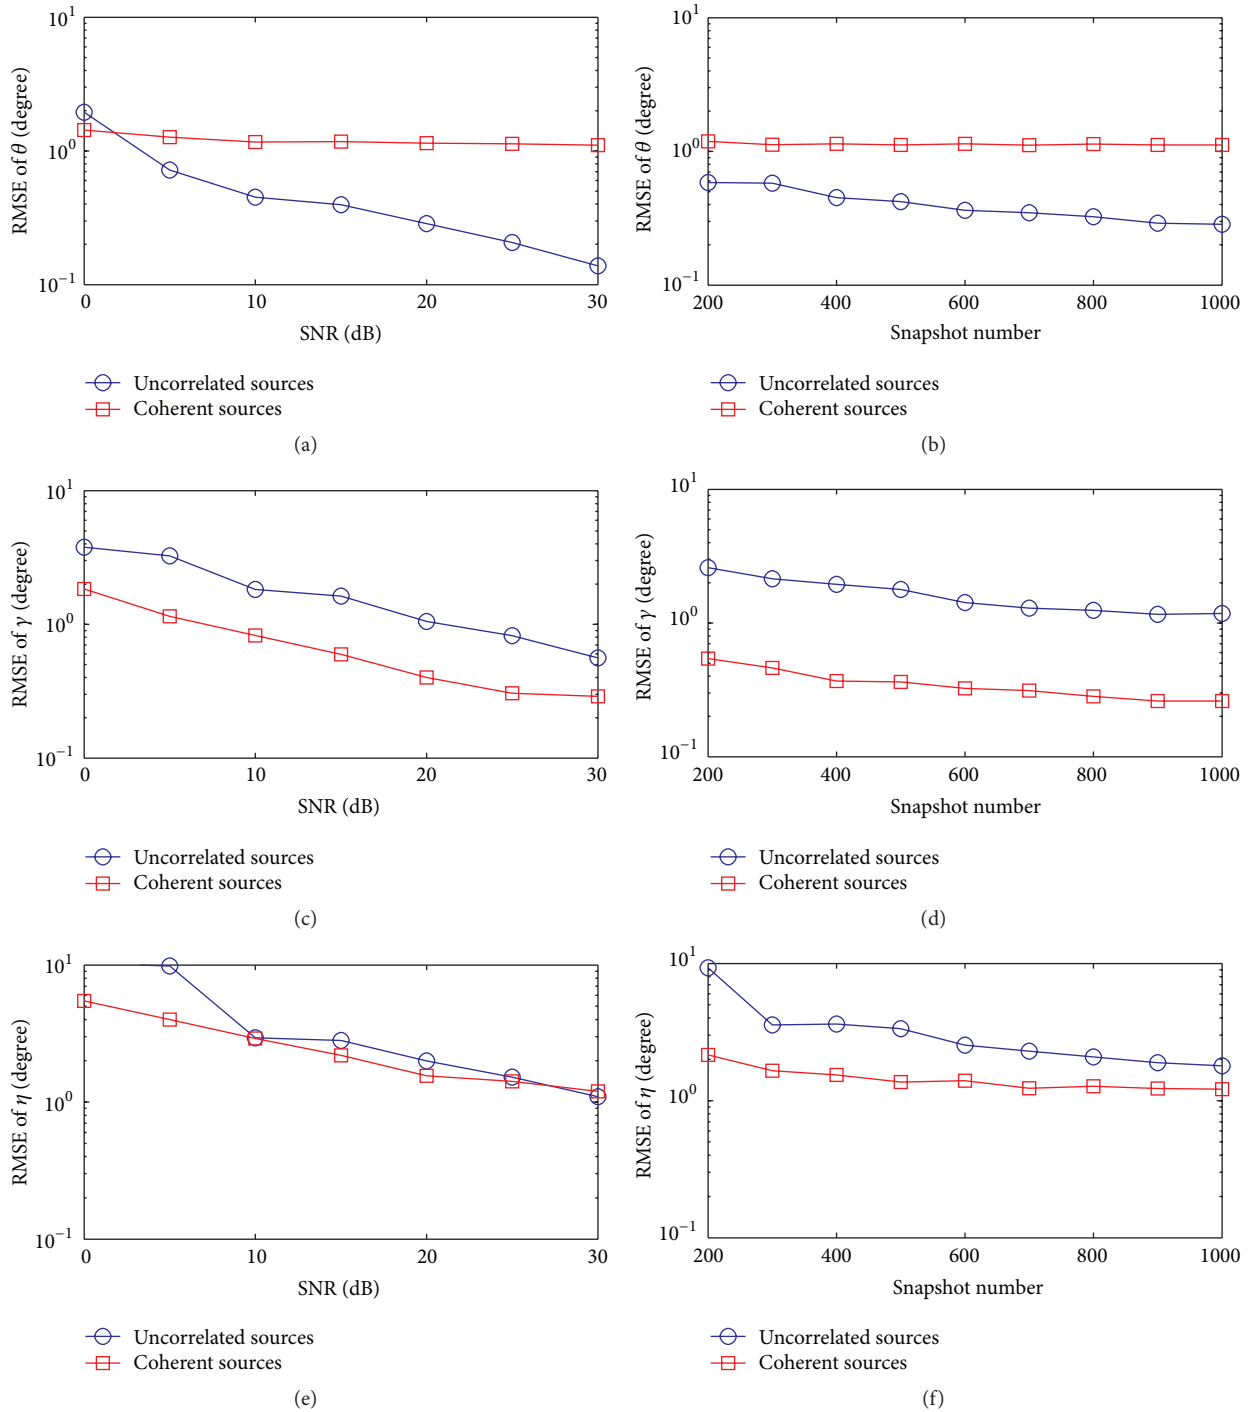 10^1
10^0
10^−1
RMSE of θ (degree)
0
10
20
30
SNR (dB)
Uncorrelated sources
Coherent sources
(a)
10^1
10^0
10^−1
RMSE of θ (degree)
200
400
600
800
1000
Snapshot number
Uncorrelated sources
Coherent sources
(b)
10^1
10^0
10^−1
RMSE of γ (degree)
0
10
20
30
SNR (dB)
Uncorrelated sources
Coherent sources
(c)
10^1
10^0
10^−1
RMSE of γ (degree)
200
400
600
800
1000
Snapshot number
Uncorrelated sources
Coherent sources
(d)
10^1
10^0
10^−1
RMSE of η (degree)
0
10
20
30
SNR (dB)
Uncorrelated sources
Coherent sources
(e)
10^1
10^0
10^−1
RMSE of η (degree)
200
400
600
800
1000
Snapshot number
Uncorrelated sources
Coherent sources
(f)